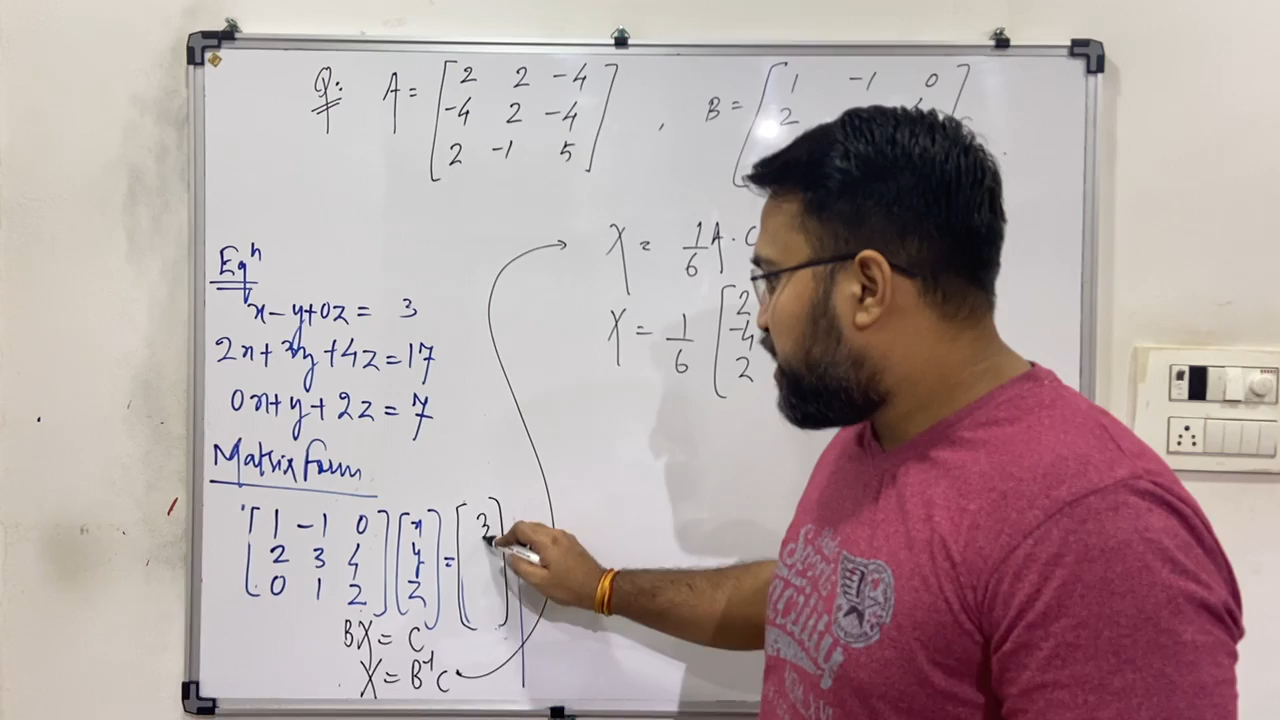 Q: A = [2 2 -4
-4 2 -4
2 -1 5] , B = [1 -1 0
2
Eqⁿ
x - y + 0z = 3
2x + 3y + 4z = 17
0x + y + 2z = 7
Matrix form
[1 -1 0
2 3 4
0 1 2] [x
y
z] = [3
]
BX = C
X = B⁻¹C
X = 1/6 A · C
X = 1/6 [2
-4
2